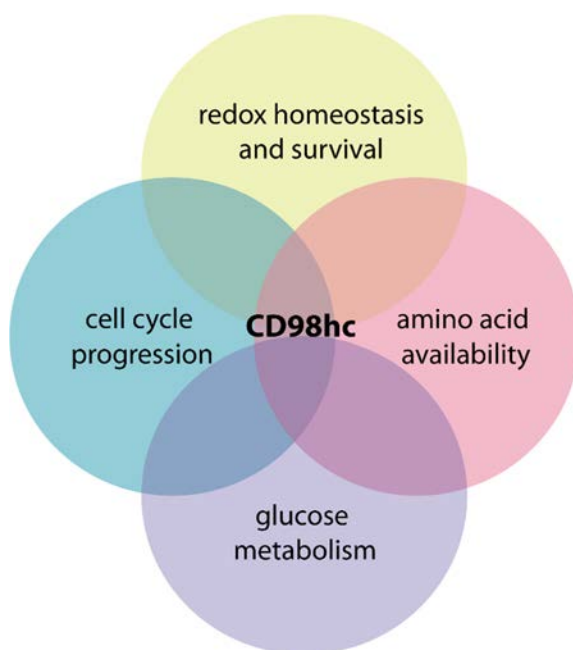 redox homeostasis
and survival
cell cycle
progression
CD98hc
amino acid
availability
glucose
metabolism